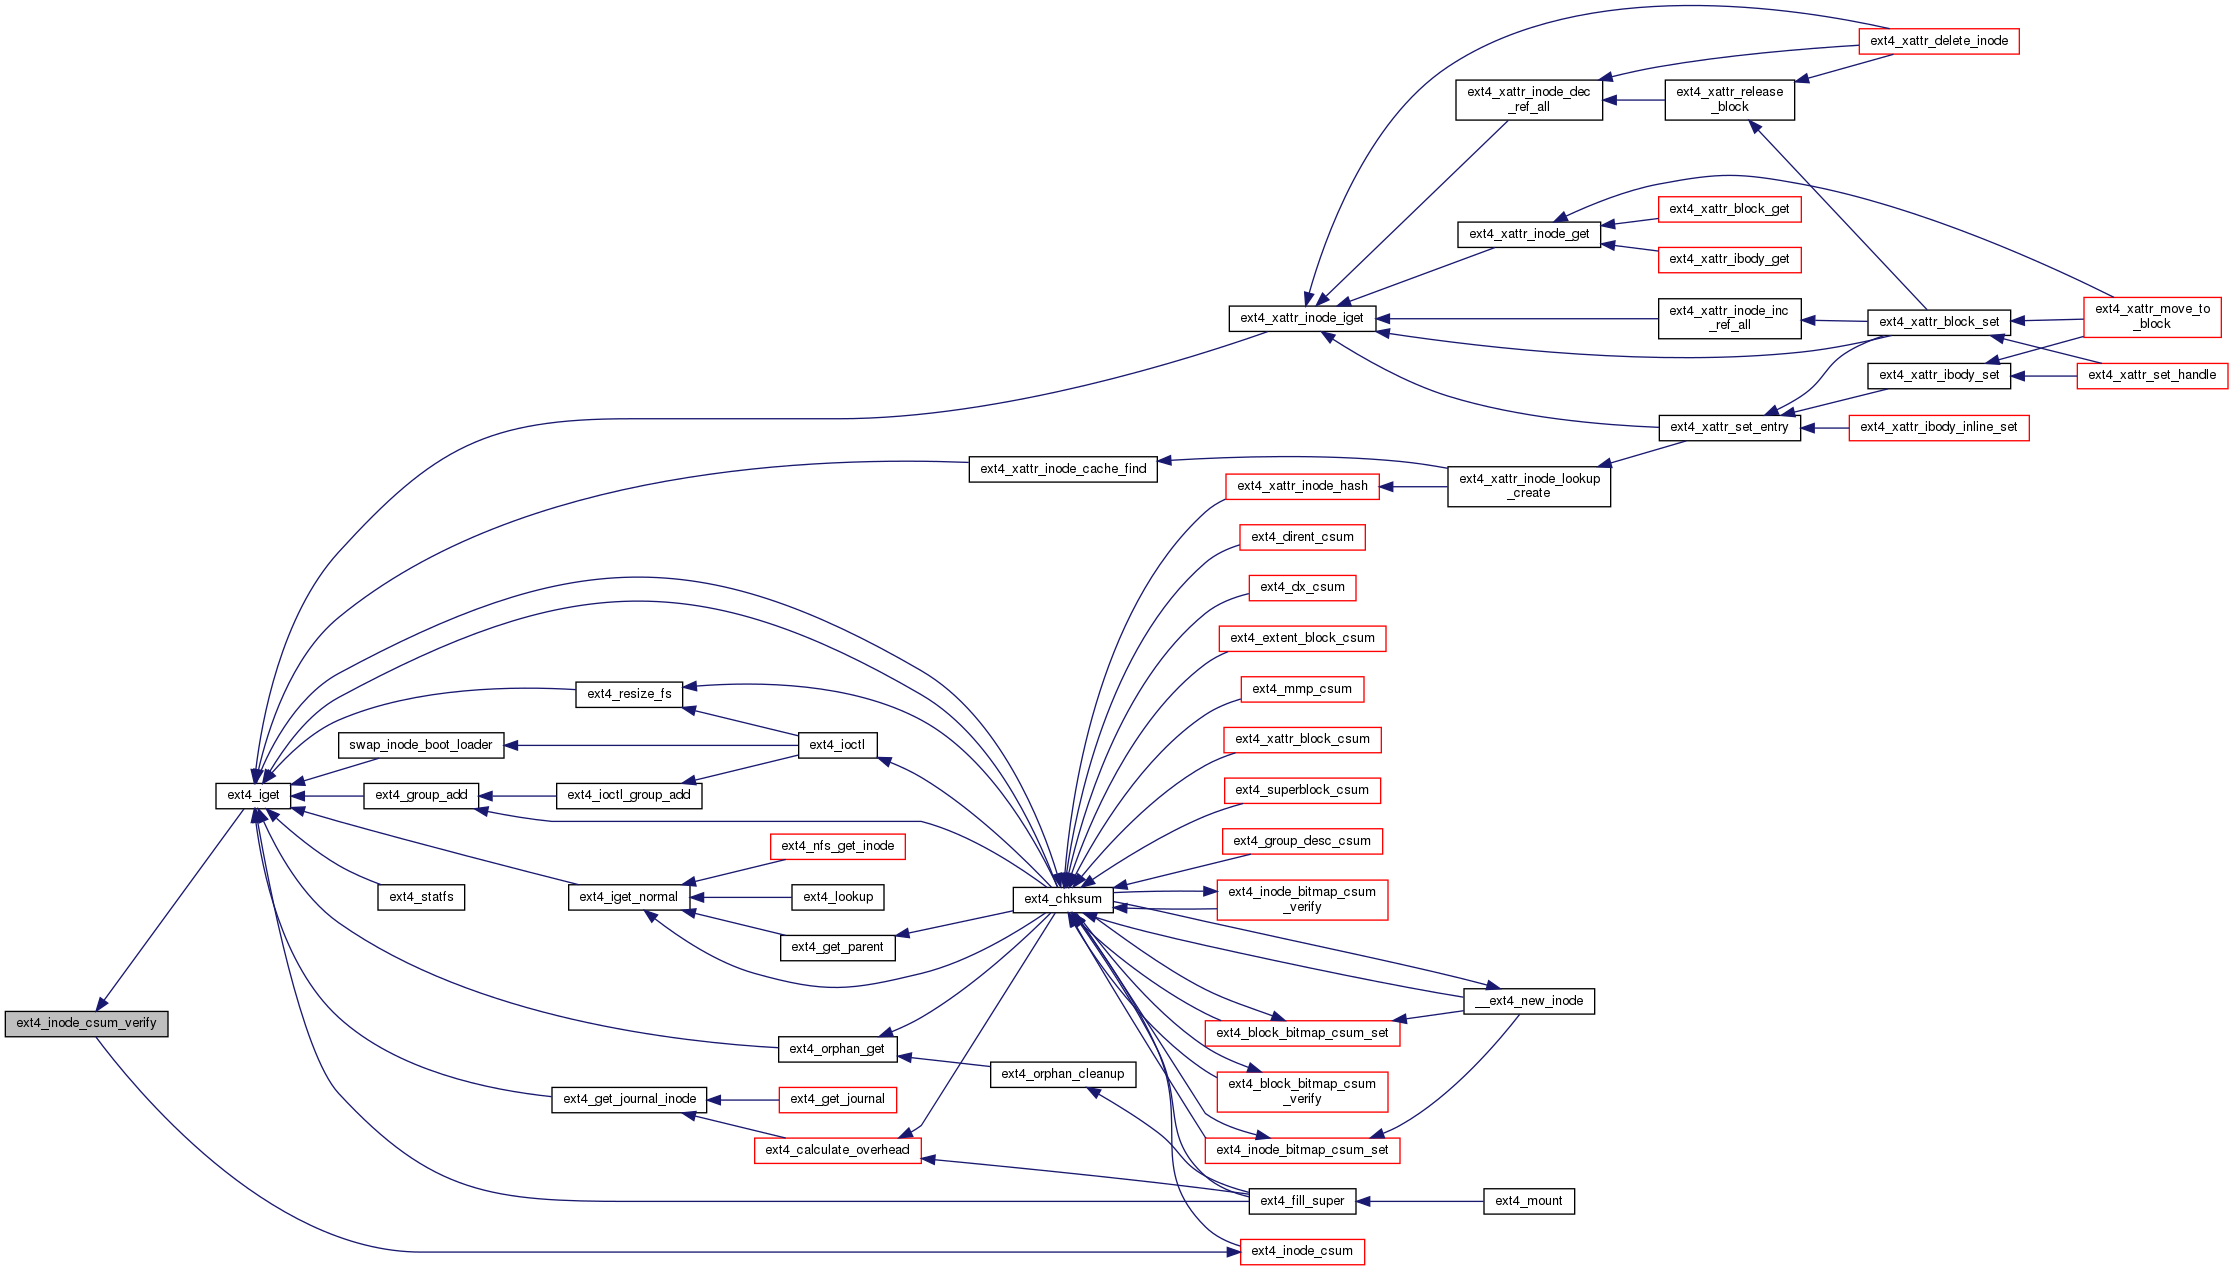 ext4_xattr_delete_inode
ext4_xattr_inode_dec
_ref_all
ext4_xattr_release
_block
ext4_xattr_block_get
ext4_xattr_inode_get
ext4_xattr_ibody_get
ext4_xattr_inode_iget
ext4_xattr_inode_inc
_ref_all
ext4_xattr_block_set
ext4_xattr_move_to
_block
ext4_xattr_ibody_set
ext4_xattr_set_handle
ext4_xattr_set_entry
ext4_xattr_ibody_inline_set
ext4_xattr_inode_cache_find
ext4_xattr_inode_hash
ext4_xattr_inode_lookup
_create
ext4_dirent_csum
ext4_dx_csum
ext4_extent_block_csum
ext4_resize_fs
ext4_mmp_csum
swap_inode_boot_loader
ext4_ioctl
ext4_xattr_block_csum
ext4_iget
ext4_group_add
ext4_ioctl_group_add
ext4_superblock_csum
ext4_nfs_get_inode
ext4_group_desc_csum
ext4_statfs
ext4_iget_normal
ext4_lookup
ext4_chksum
ext4_inode_bitmap_csum
_verify
ext4_get_parent
__ext4_new_inode
ext4_inode_csum_verify
ext4_block_bitmap_csum_set
ext4_orphan_get
ext4_orphan_cleanup
ext4_block_bitmap_csum
_verify
ext4_get_journal_inode
ext4_get_journal
ext4_calculate_overhead
ext4_inode_bitmap_csum_set
ext4_fill_super
ext4_mount
ext4_inode_csum